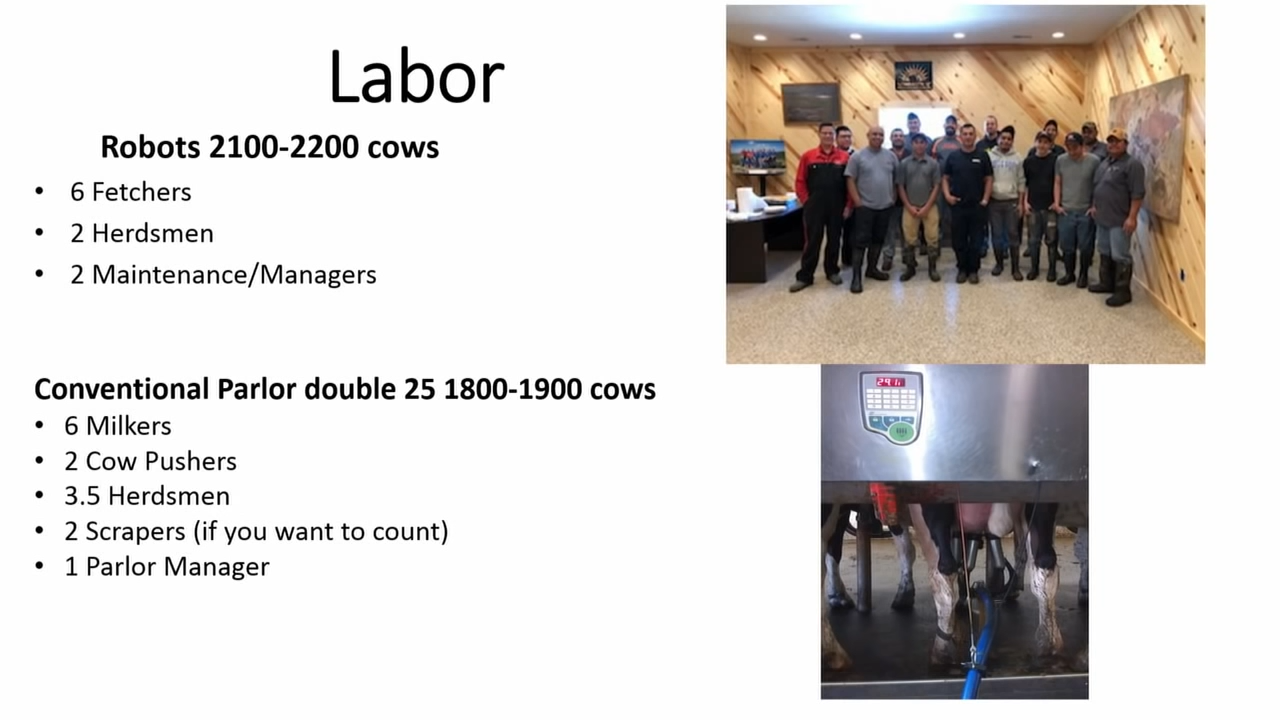 Labor
Robots 2100-2200 cows
• 6 Fetchers
• 2 Herdsmen
• 2 Maintenance/Managers
Conventional Parlor double 25 1800-1900 cows
• 6 Milkers
• 2 Cow Pushers
• 3.5 Herdsmen
• 2 Scrapers (if you want to count)
• 1 Parlor Manager